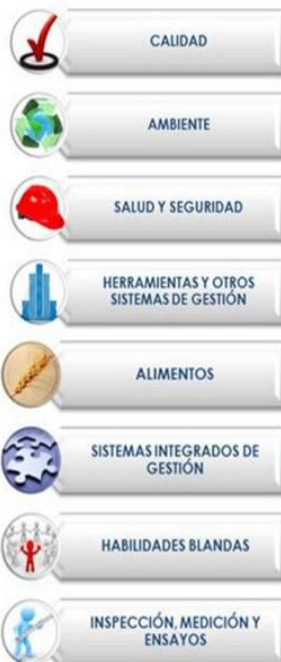 CALIDAD
AMBIENTE
SALUD Y SEGURIDAD
HERRAMIENTAS Y OTROS
SISTEMAS DE GESTIÓN
ALIMENTOS
SISTEMAS INTEGRADOS DE
GESTIÓN
HABILIDADES BLANDAS
INSPECCIÓN, MEDICIÓN Y
ENSAYOS